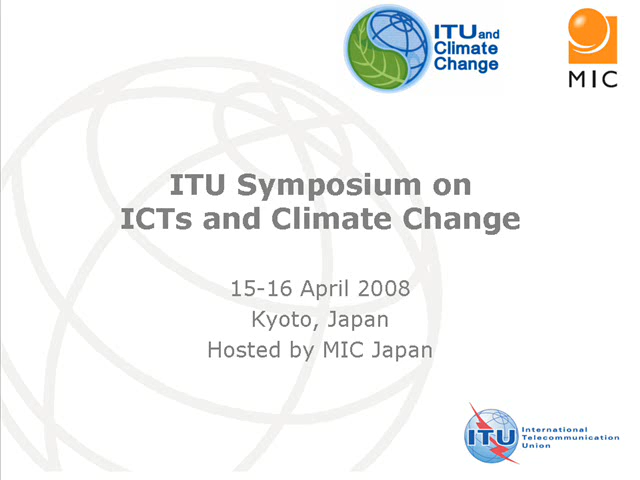 ITU and
Climate
Change
MIC
ITU Symposium on
ICTs and Climate Change
15-16 April 2008
Kyoto, Japan
Hosted by MIC Japan
ITU
International
Telecommunication
Union